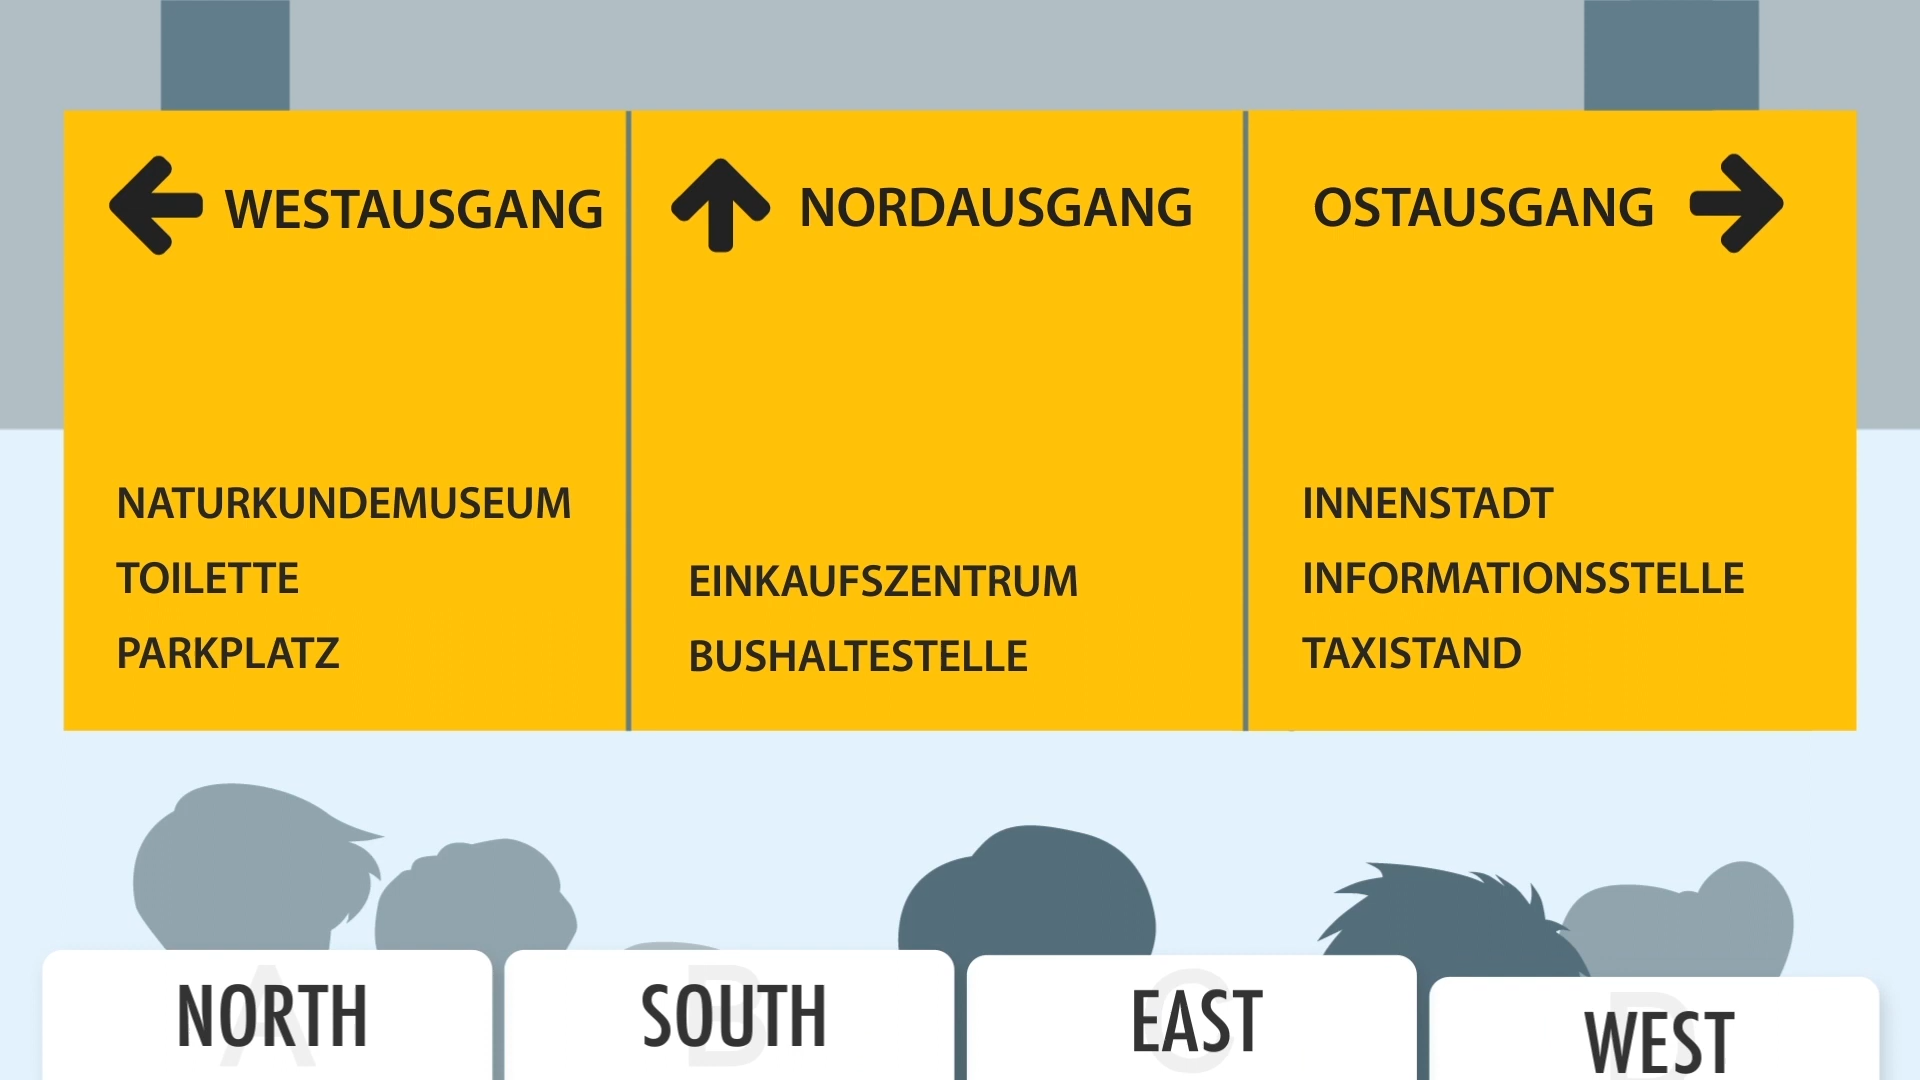 WESTAUSGANG
NATURKUNDEMUSEUM
TOILETTE
PARKPLATZ
NORDAUSGANG
EINKAUFSZENTRUM
BUSHALTESTELLE
OSTAUSGANG
INNENSTADT
INFORMATIONSSTELLE
TAXISTAND
A
NORTH
B
SOUTH
C
EAST
D
WEST